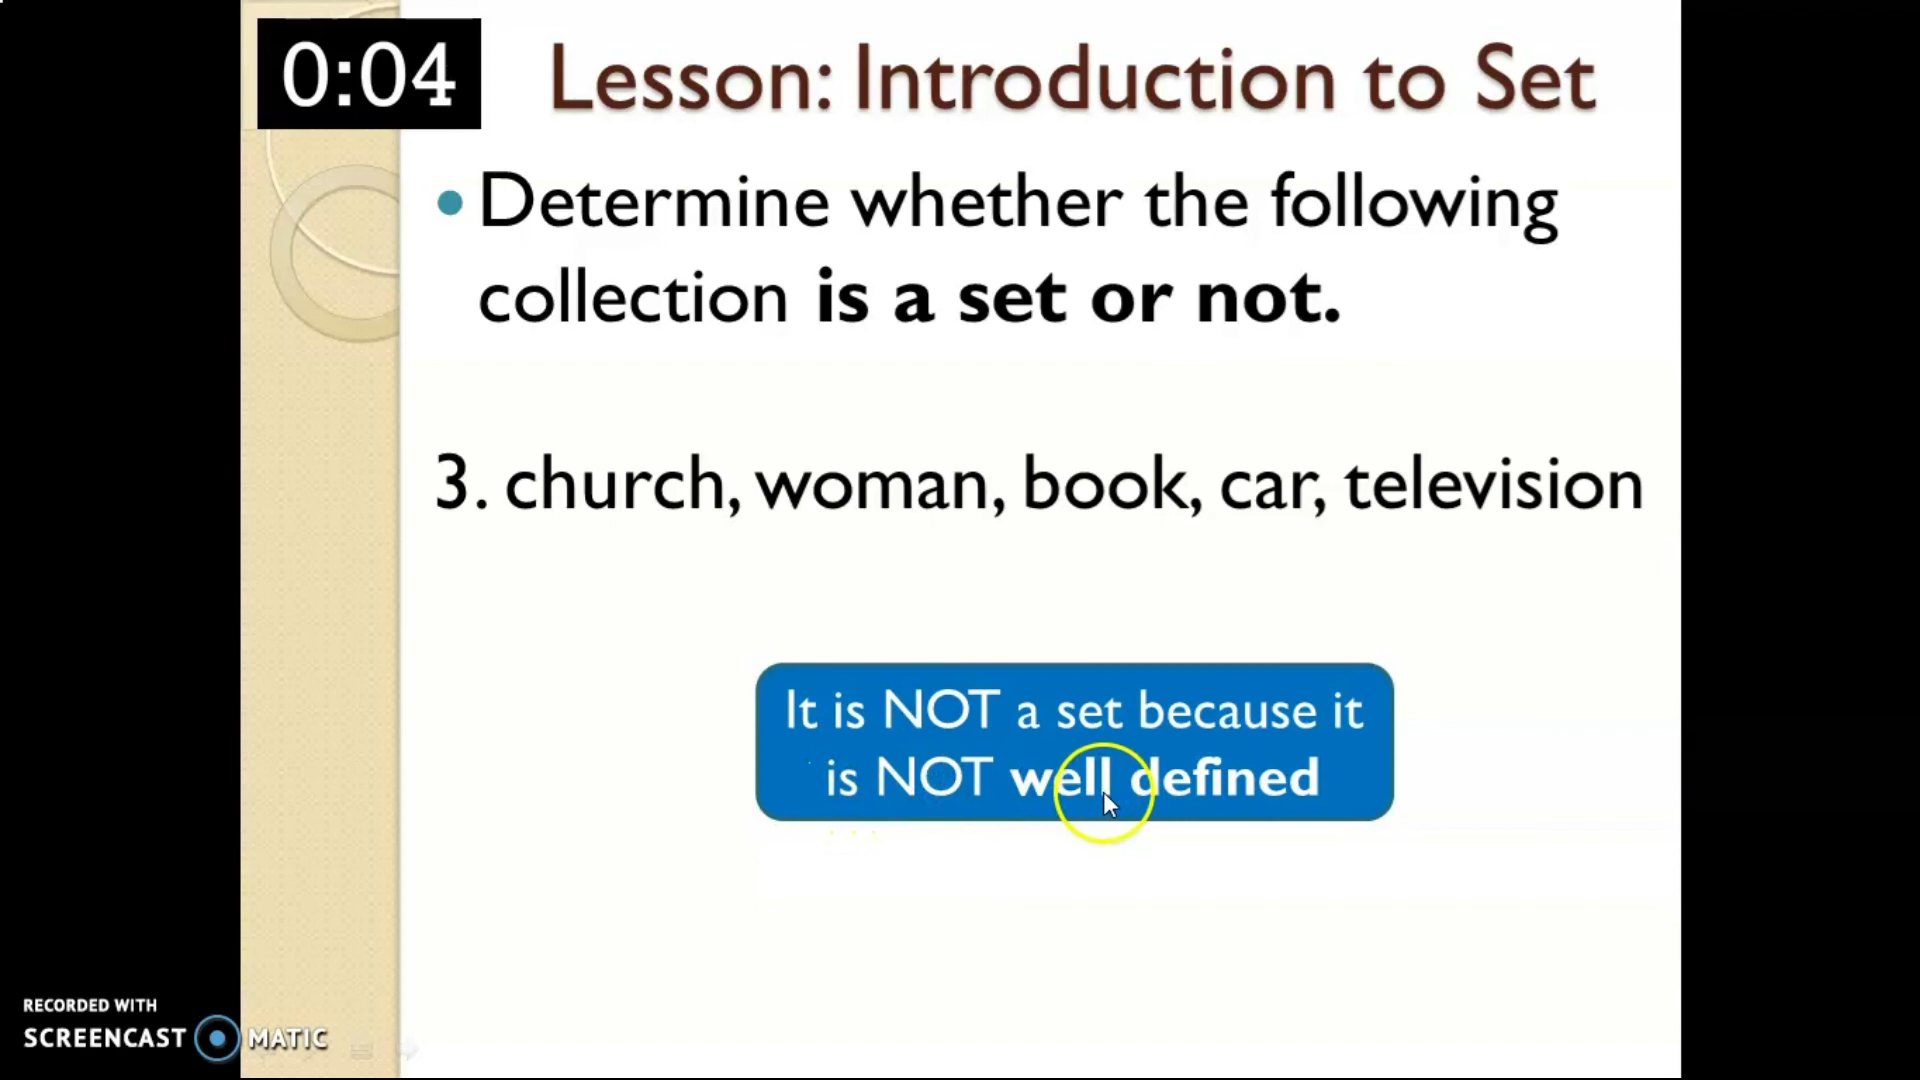 0:04
Lesson: Introduction to Set
Determine whether the following
collection is a set or not.
3. church, woman, book, car, television
It is NOT a set because it
is NOT well defined
RECORDED WITH
SCREENCAST MATIC